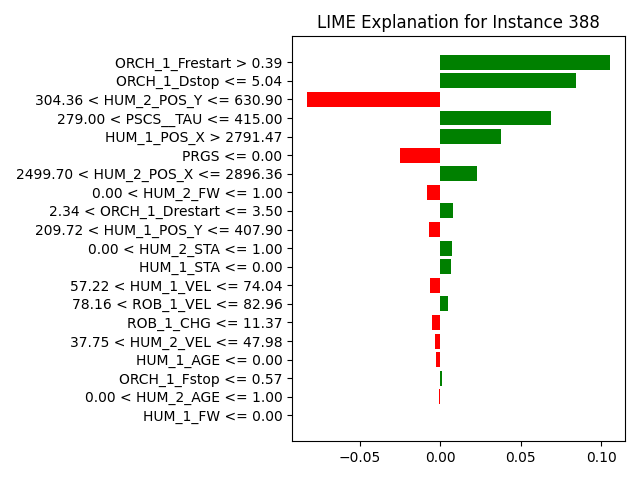 LIME Explanation for Instance 388
ORCH_1_Frestart > 0.39
ORCH_1_Dstop <= 5.04
304.36 < HUM_2_POS_Y <= 630.90
279.00 < PSCS__TAU <= 415.00
HUM_1_POS_X > 2791.47
PRGS <= 0.00
2499.70 < HUM_2_POS_X <= 2896.36
0.00 < HUM_2_FW <= 1.00
2.34 < ORCH_1_Drestart <= 3.50
209.72 < HUM_1_POS_Y <= 407.90
0.00 < HUM_2_STA <= 1.00
HUM_1_STA <= 0.00
57.22 < HUM_1_VEL <= 74.04
78.16 < ROB_1_VEL <= 82.96
ROB_1_CHG <= 11.37
37.75 < HUM_2_VEL <= 47.98
HUM_1_AGE <= 0.00
ORCH_1_Fstop <= 0.57
0.00 < HUM_2_AGE <= 1.00
HUM_1_FW <= 0.00
−0.05 0.00 0.05 0.10